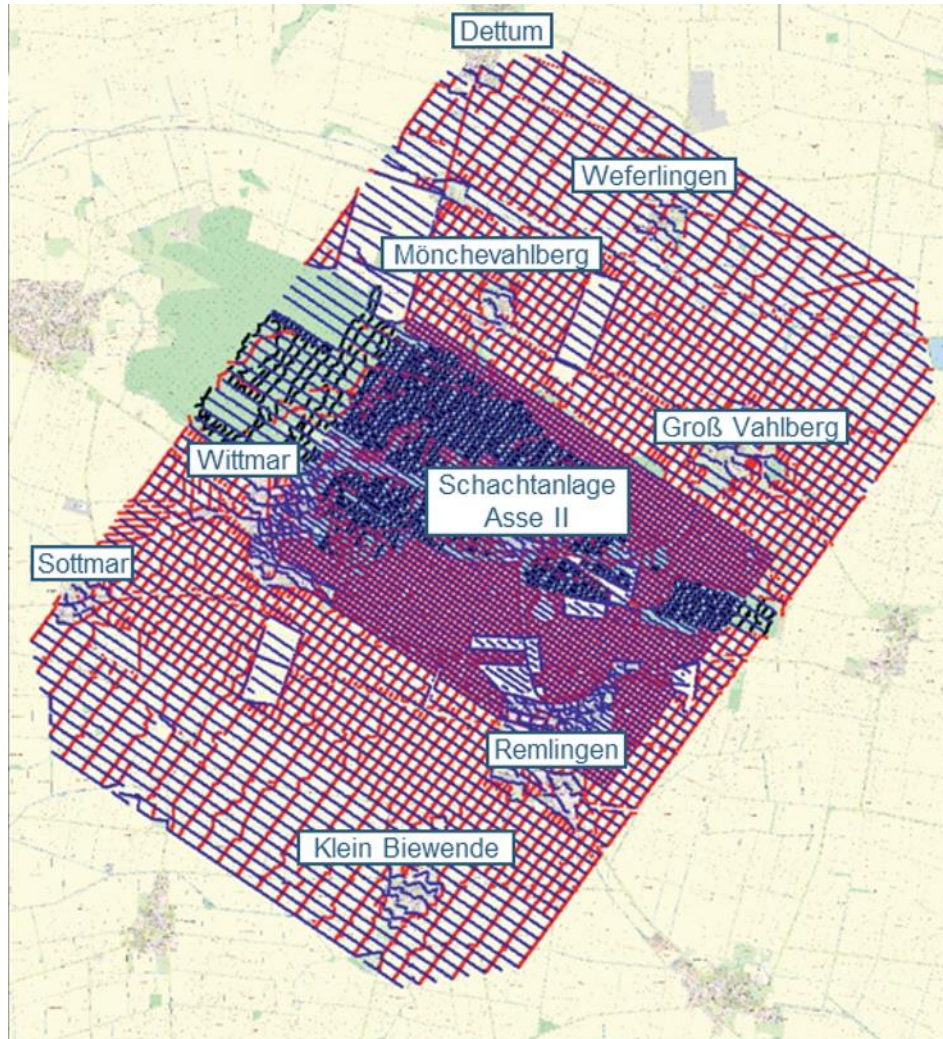 Dettum
Weferlingen
Mönchevahlberg
Groß Vahlberg
Wittmar
Schachtanlage
Asse II
Sottmar
Remlingen
Klein Biewende